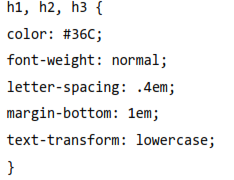 h1, h2, h3 {
color: #36C;
font-weight: normal;
letter-spacing: .4em;
margin-bottom: 1em;
text-transform: lowercase;
}